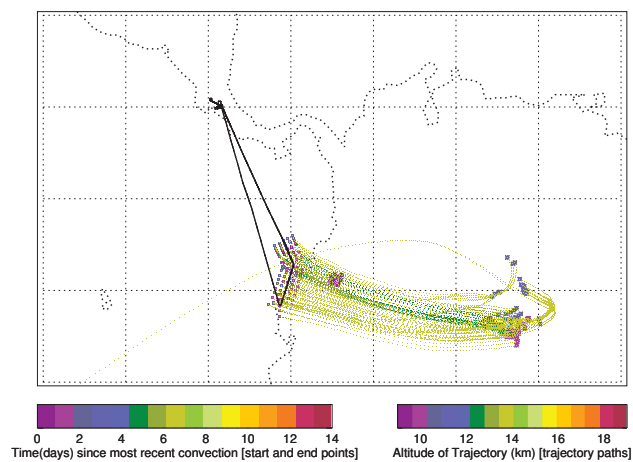 0 2 4 6 8 10 12 14
Time(days) since most recent convection [start and end points]
10 12 14 16 18
Altitude of Trajectory (km) [trajectory paths]